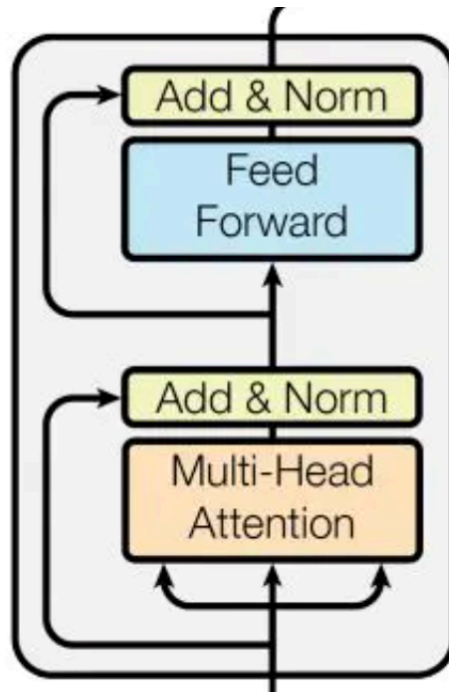 Add & Norm
Feed
Forward
Add & Norm
Multi-Head
Attention